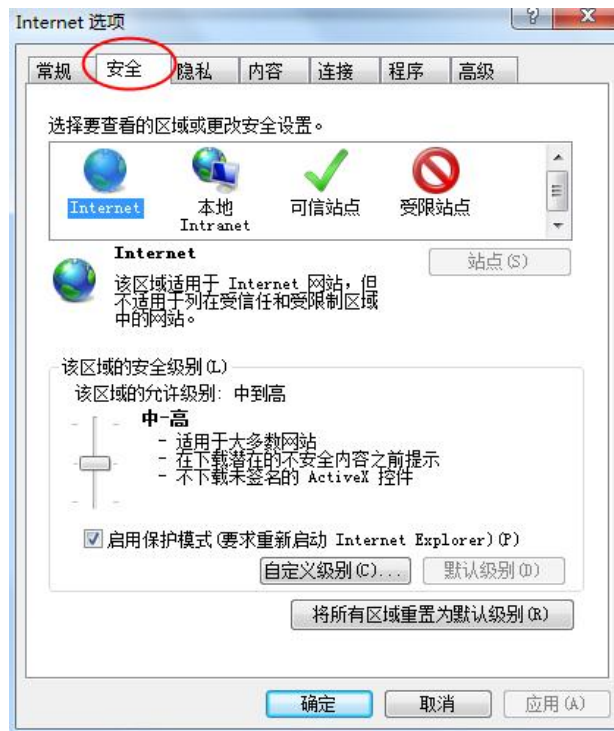 Internet 选项
常规 安全 隐私 内容 连接 程序 高级
选择要查看的区域或更改安全设置。
Internet 本地 Intranet 可信站点 受限站点
Internet
站点(S)
该区域适用于 Internet 网站，但
不适用于列在受信任和受限制区域
中的网站。
该区域的安全级别(L)
该区域的允许级别: 中到高
中-高
- 适用于大多数网站
- 在下载潜在的不安全内容之前提示
- 不下载未签名的 ActiveX 控件
启用保护模式(要求重新启动 Internet Explorer)(P)
自定义级别(C)... 默认级别(D)
将所有区域重置为默认级别(R)
确定 取消 应用(A)